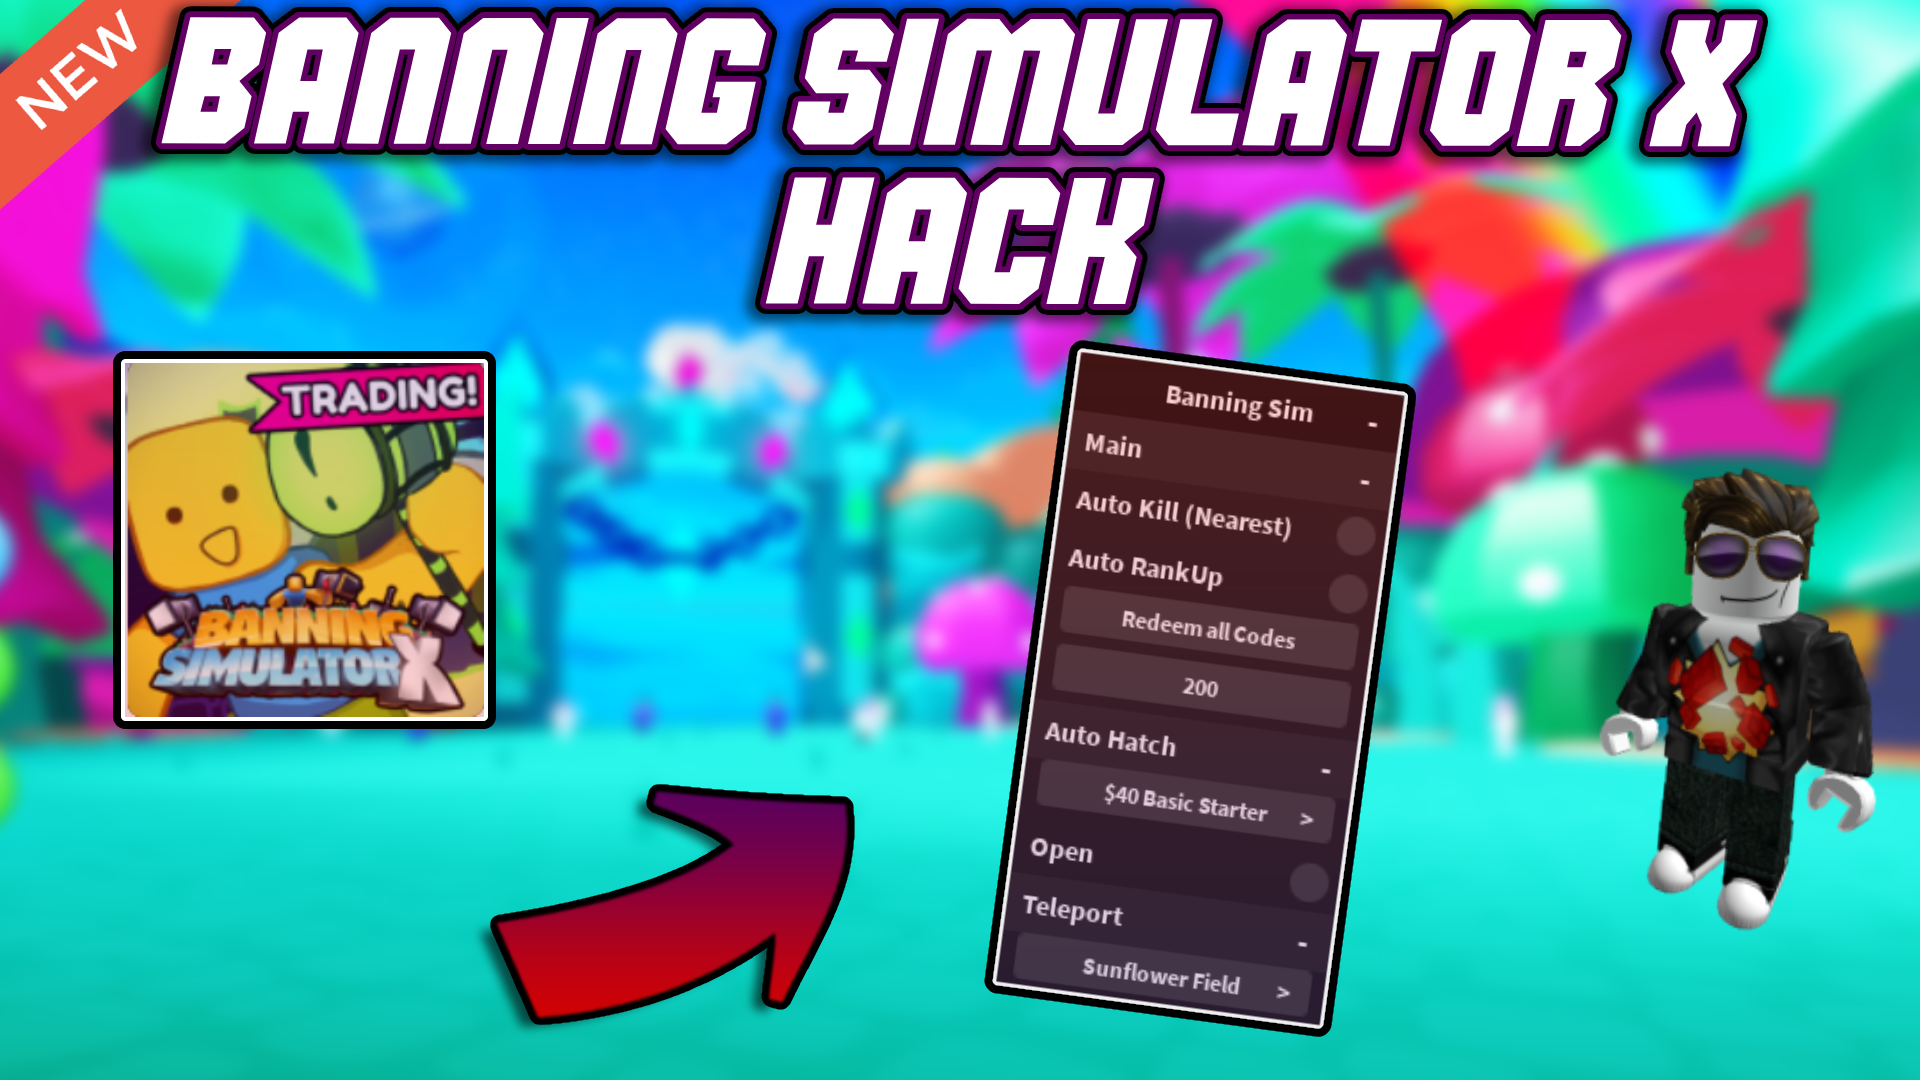 NEW
BANNING SIMULATOR X
HACK
TRADING!
BANNING
SIMULATOR X
Banning Sim -
Main -
Auto Kill (Nearest)
Auto RankUp
Redeem all Codes
200
Auto Hatch -
$40 Basic Starter >
Open
Teleport -
Sunflower Field >